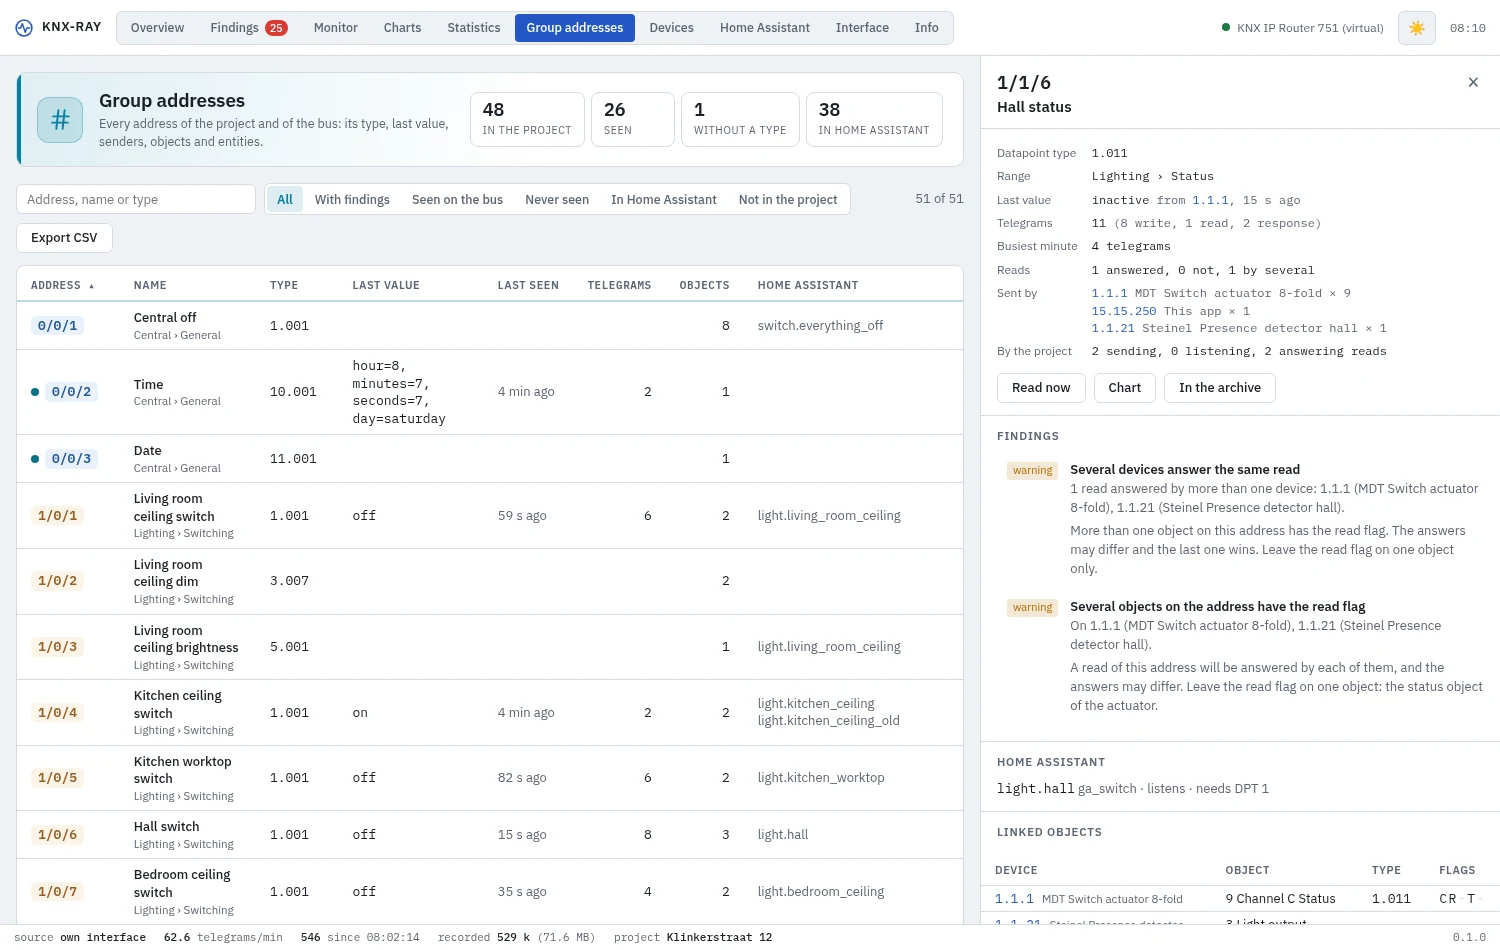 KNX-RAY Overview Findings 25 Monitor Charts Statistics Group addresses Devices Home Assistant Interface Info KNX IP Router 751 (virtual) 08:10
Group addresses
Every address of the project and of the bus: its type, last value,
senders, objects and entities.
48 26 1 38
IN THE PROJECT SEEN WITHOUT A TYPE IN HOME ASSISTANT
Address, name or type All With findings Seen on the bus Never seen In Home Assistant Not in the project 51 of 51
Export CSV
ADDRESS ▲ NAME TYPE LAST VALUE LAST SEEN TELEGRAMS OBJECTS HOME ASSISTANT
0/0/1 Central off 1.001 8 switch.everything_off
Central › General
0/0/2 Time 10.001 hour=8, 4 min ago 2 1
minutes=7,
seconds=7,
day=saturday
Central › General
0/0/3 Date 11.001 1
Central › General
1/0/1 Living room 1.001 off 59 s ago 6 2 light.living_room_ceiling
ceiling switch
Lighting › Switching
1/0/2 Living room 3.007 2
ceiling dim
Lighting › Switching
1/0/3 Living room 5.001 1 light.living_room_ceiling
ceiling brightness
Lighting › Switching
1/0/4 Kitchen ceiling 1.001 on 4 min ago 2 2 light.kitchen_ceiling
switch light.kitchen_ceiling_old
Lighting › Switching
1/0/5 Kitchen worktop 1.001 off 82 s ago 6 2 light.kitchen_worktop
switch
Lighting › Switching
1/0/6 Hall switch 1.001 off 15 s ago 8 3 light.hall
Lighting › Switching
1/0/7 Bedroom ceiling 1.001 off 35 s ago 4 2 light.bedroom_ceiling
switch
Lighting › Switching
1/1/6 ×
Hall status
Datapoint type 1.011
Range Lighting › Status
Last value inactive from 1.1.1, 15 s ago
Telegrams 11 (8 write, 1 read, 2 response)
Busiest minute 4 telegrams
Reads 1 answered, 0 not, 1 by several
Sent by 1.1.1 MDT Switch actuator 8-fold × 9
15.15.250 This app × 1
1.1.21 Steinel Presence detector hall × 1
By the project 2 sending, 0 listening, 2 answering reads
Read now Chart In the archive
FINDINGS
warning Several devices answer the same read
1 read answered by more than one device: 1.1.1 (MDT Switch actuator
8-fold), 1.1.21 (Steinel Presence detector hall).
More than one object on this address has the read flag. The answers
may differ and the last one wins. Leave the read flag on one object
only.
warning Several objects on the address have the read flag
On 1.1.1 (MDT Switch actuator 8-fold), 1.1.21 (Steinel Presence
detector hall).
A read of this address will be answered by each of them, and the
answers may differ. Leave the read flag on one object: the status object
of the actuator.
HOME ASSISTANT
light.hall ga_switch · listens · needs DPT 1
LINKED OBJECTS
DEVICE OBJECT TYPE FLAGS
1.1.1 MDT Switch actuator 8-fold 9 Channel C Status 1.011 CR-T-
1.1.21 Steinel Presence detector 3 Light output
source own interface 62.6 telegrams/min 546 since 08:02:14 recorded 529 k (71.6 MB) project Klinkerstraat 12 0.1.0